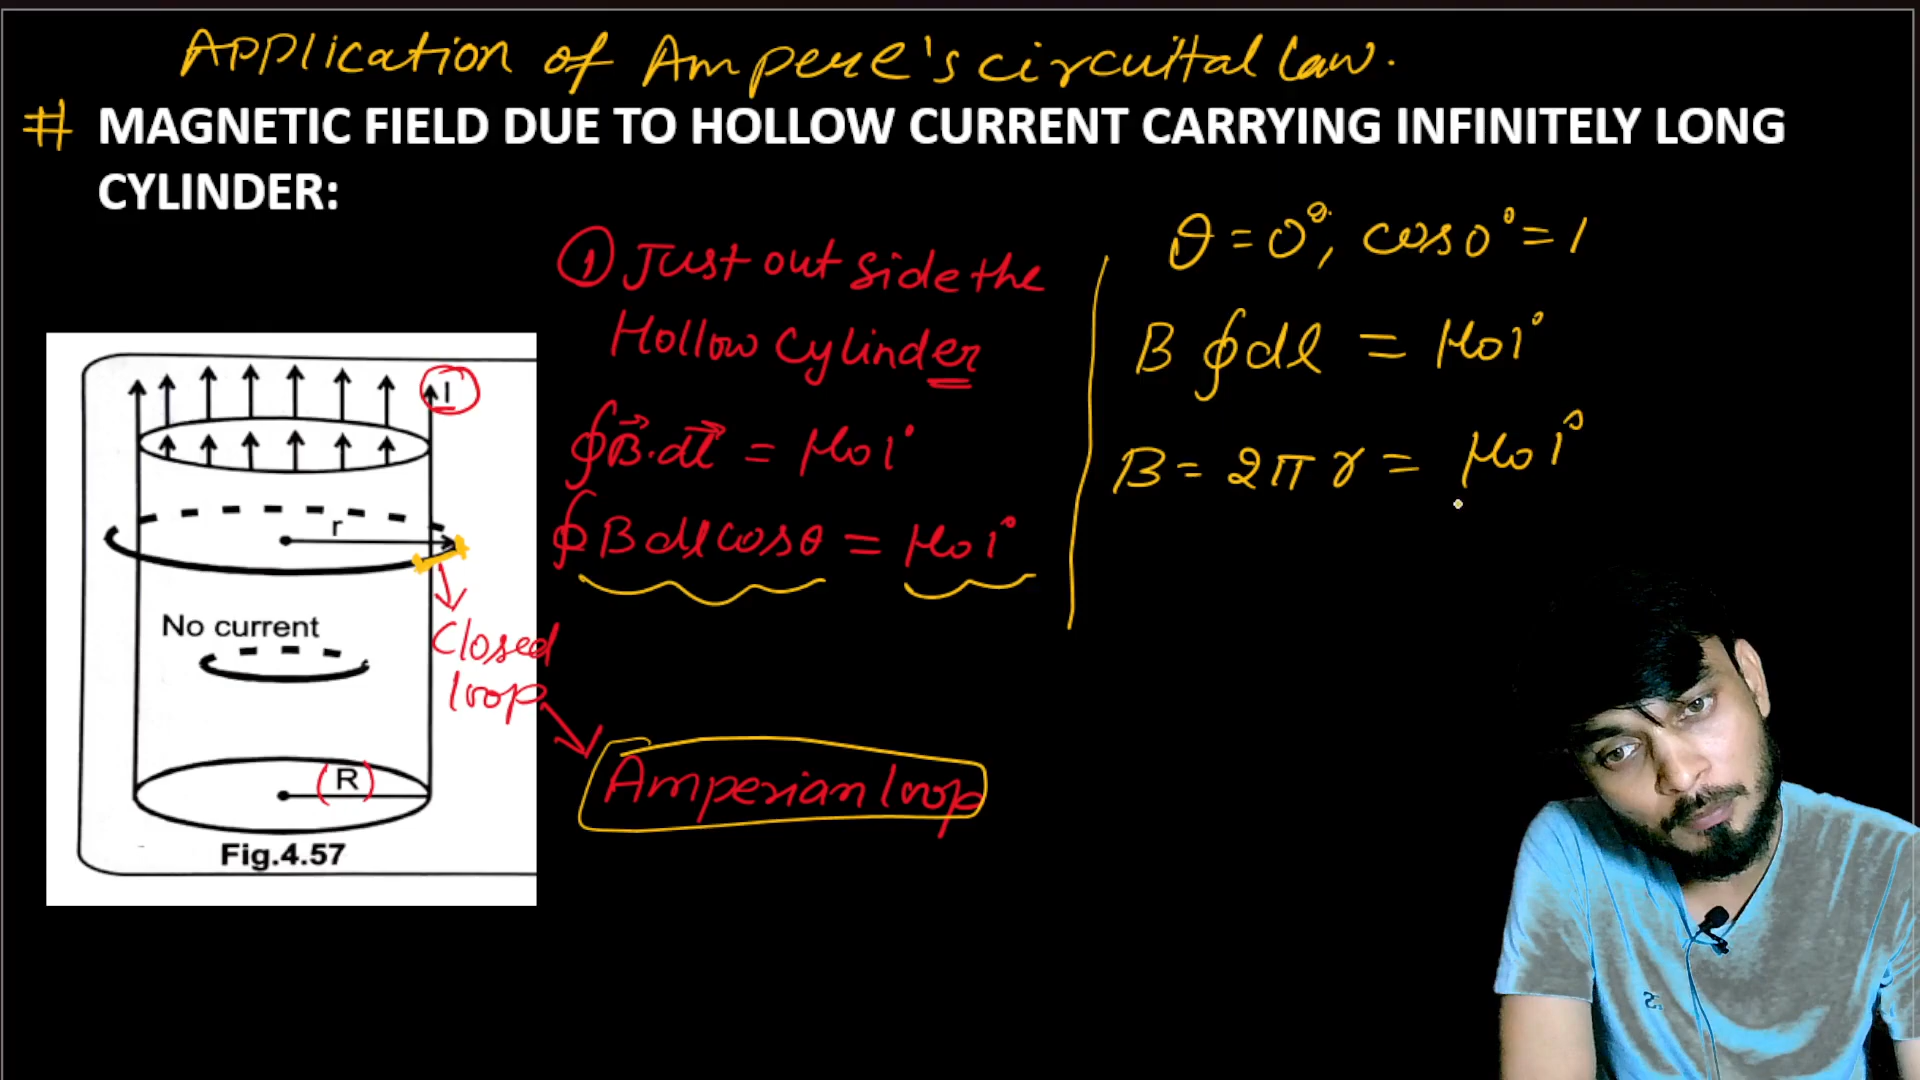 Application of Ampere's circuital law.
# MAGNETIC FIELD DUE TO HOLLOW CURRENT CARRYING INFINITELY LONG
CYLINDER:
① Just out side the
Hollow Cylinder
∮B⃗.dl⃗ = μ₀i
∮Bdlcosθ = μ₀i
θ = 0°, cos0° = 1
B ∮dl = μ₀i
B = 2πr = μ₀i
I
r
No current
Closed
loop
Amperian loop
(R)
Fig.4.57